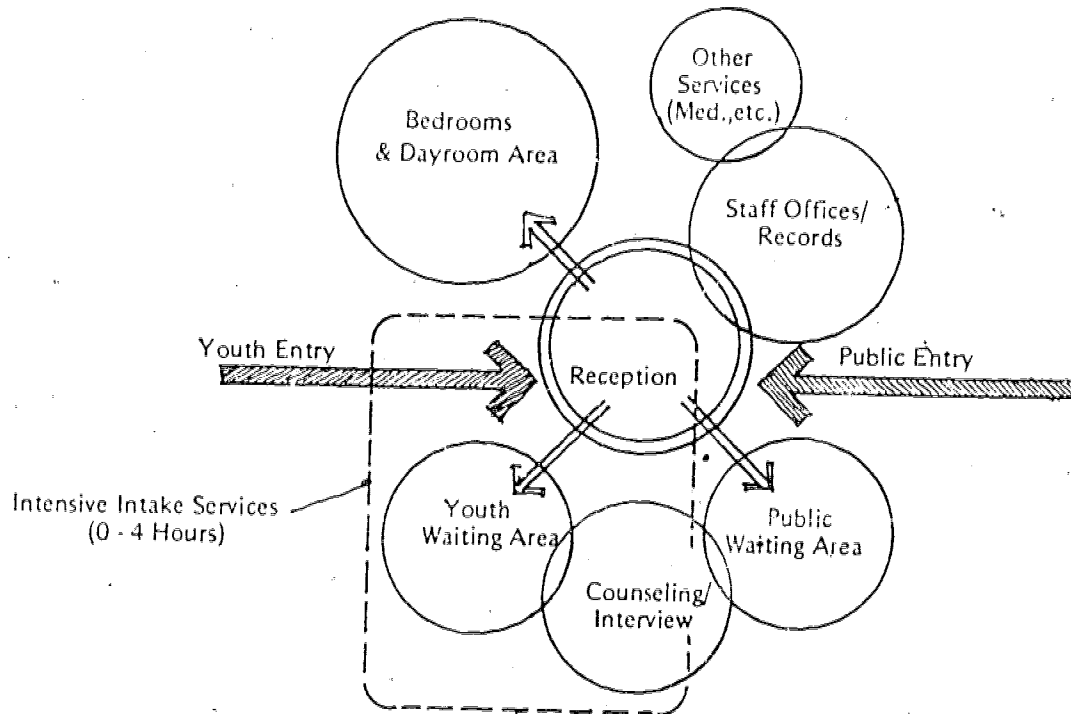 Other
Services
(Med.,etc.)
Bedrooms
& Dayroom Area
Staff Offices/
Records
Youth Entry
Public Entry
Reception
Intensive Intake Services
(0 - 4 Hours)
Youth
Waiting Area
Public
Waiting Area
Counseling/
Interview